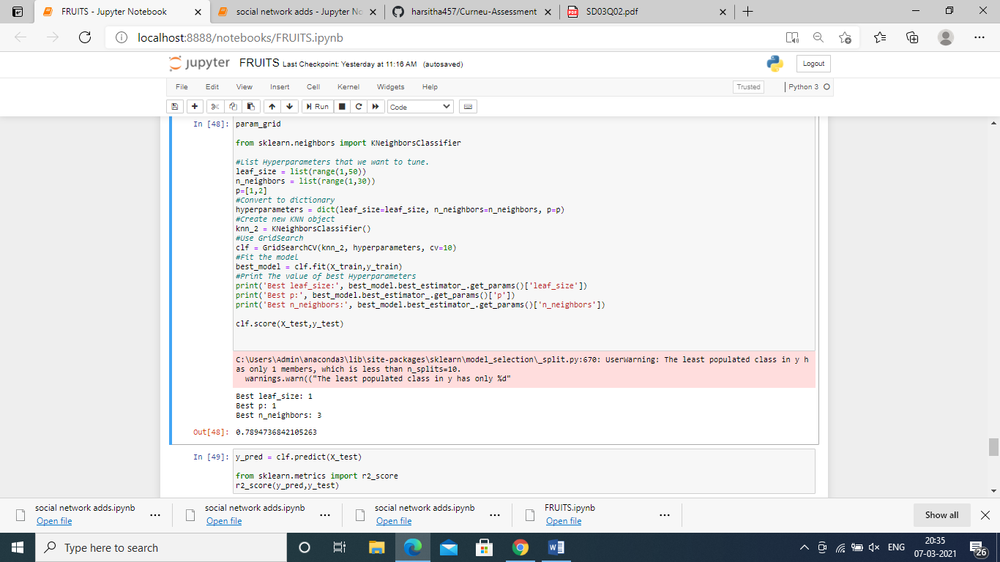 FRUITS - Jupyter Notebook
social network adds - Jupyter No
harsitha457/Curneu-Assessment
PDF
SD03Q02.pdf
localhost:8888/notebooks/FRUITS.ipynb
jupyter FRUITS Last Checkpoint: Yesterday at 11:16 AM (autosaved)
Logout
File Edit View Insert Cell Kernel Widgets Help
Trusted
Python 3
Run
Code
In [48]: param_grid
from sklearn.neighbors import KNeighborsClassifier
#List Hyperparameters that we want to tune.
leaf_size = list(range(1,50))
n_neighbors = list(range(1,30))
p=[1,2]
#Convert to dictionary
hyperparameters = dict(leaf_size=leaf_size, n_neighbors=n_neighbors, p=p)
#Create new KNN object
knn_2 = KNeighborsClassifier()
#Use GridSearch
clf = GridSearchCV(knn_2, hyperparameters, cv=10)
#Fit the model
best_model = clf.fit(X_train,y_train)
#Print The value of best Hyperparameters
print('Best leaf_size:', best_model.best_estimator_.get_params()['leaf_size'])
print('Best p:', best_model.best_estimator_.get_params()['p'])
print('Best n_neighbors:', best_model.best_estimator_.get_params()['n_neighbors'])
clf.score(X_test,y_test)
C:\Users\Admin\anaconda3\lib\site-packages\sklearn\model_selection\_split.py:670: UserWarning: The least populated class in y h
as only 1 members, which is less than n_splits=10.
warnings.warn(("The least populated class in y has only %d"
Best leaf_size: 1
Best p: 1
Best n_neighbors: 3
Out[48]: 0.7894736842105263
In [49]: y_pred = clf.predict(X_test)
from sklearn.metrics import r2_score
r2_score(y_pred,y_test)
social network adds.ipynb
Open file
social network adds.ipynb
Open file
social network adds.ipynb
Open file
FRUITS.ipynb
Open file
Show all
Type here to search
W
ENG
20:35
07-03-2021
26